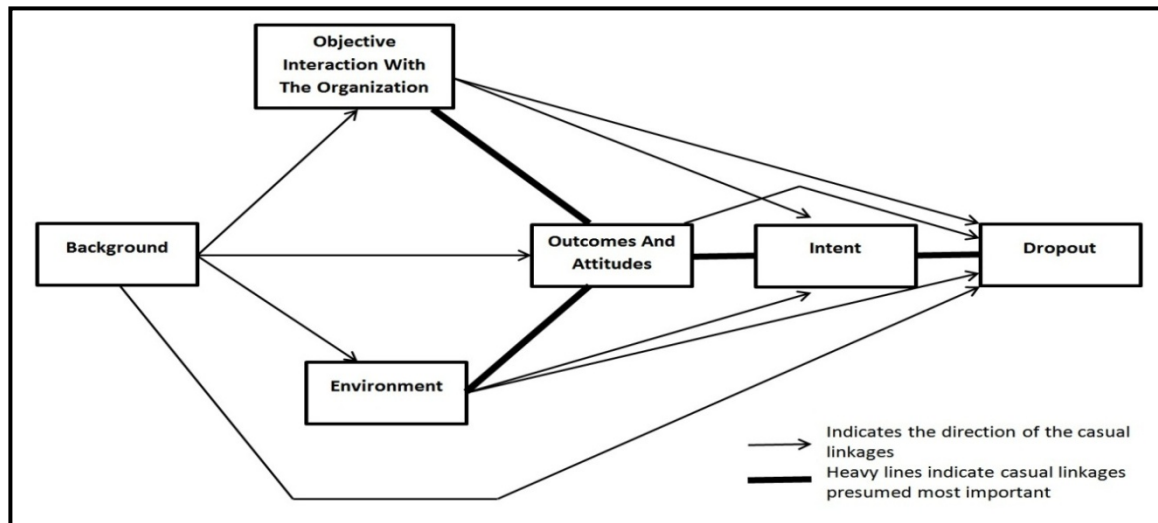 Objective
Interaction With
The Organization
Background
Outcomes And
Attitudes
Intent
Dropout
Environment
Indicates the direction of the casual
linkages
Heavy lines indicate casual linkages
presumed most important